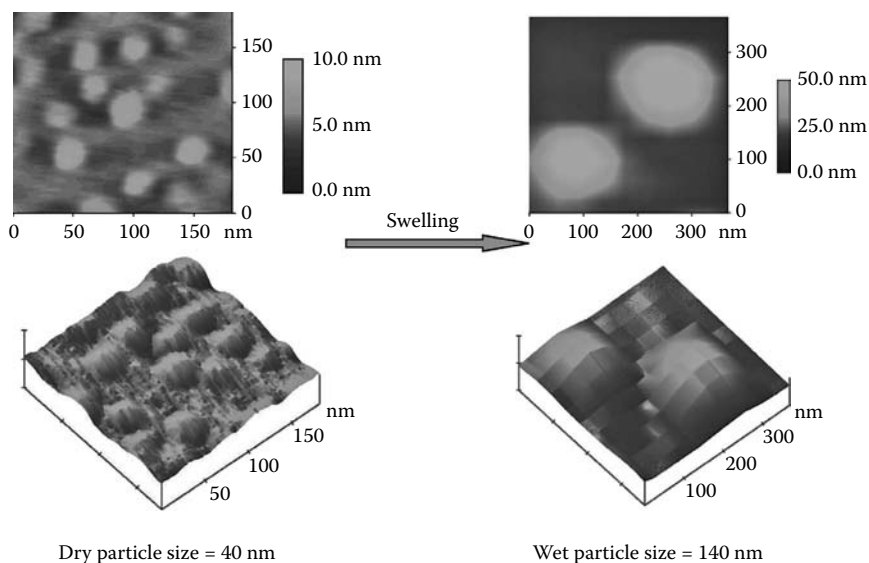 150
100
50
0
0 50 100 150 nm
10.0 nm
5.0 nm
0.0 nm
Swelling
300
200
100
0
0 100 200 300 nm
50.0 nm
25.0 nm
0.0 nm
nm
150
100
50
nm
300
200
100
Dry particle size = 40 nm
Wet particle size = 140 nm